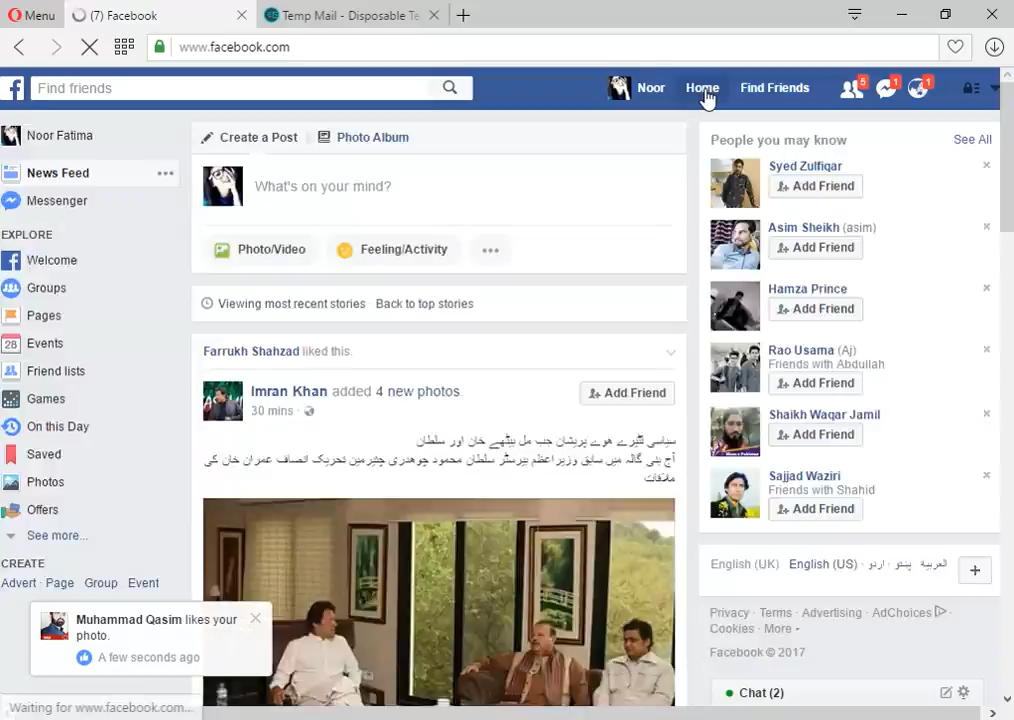 Menu
(7) Facebook
Temp Mail - Disposable Te
www.facebook.com
Find friends
Noor
Home
Find Friends
5
1
1
Noor Fatima
News Feed
Messenger
EXPLORE
Welcome
Groups
Pages
28
Events
Friend lists
Games
On this Day
Saved
Photos
Offers
See more...
CREATE
Advert · Page Group Event
Create a Post
Photo Album
What's on your mind?
Photo/Video
Feeling/Activity
Viewing most recent stories
Back to top stories
Farrukh Shahzad liked this.
Imran Khan added 4 new photos.
30 mins ·
Add Friend
سیاسی لٹیرے ھوے پریشان جب مل بیٹھے خان اور سلطان
آج بنی گالہ میں سابق وزیراعظم بیرسٹر سلطان محمود چوھدری چئیرمین تحریک انصاف عمران خان کی
ملاقات
People you may know
See All
Syed Zulfiqar
Add Friend
Asim Sheikh (asim)
Add Friend
Hamza Prince
Add Friend
Rao Usama (Aj)
Friends with Abdullah
Add Friend
Shaikh Waqar Jamil
Add Friend
Sajjad Waziri
Friends with Shahid
Add Friend
English (UK) English (US) · اردو · پښتو · العربية
Privacy · Terms · Advertising · AdChoices
Cookies · More
Facebook © 2017
Chat (2)
Muhammad Qasim likes your
photo.
A few seconds ago
Waiting for www.facebook.com...